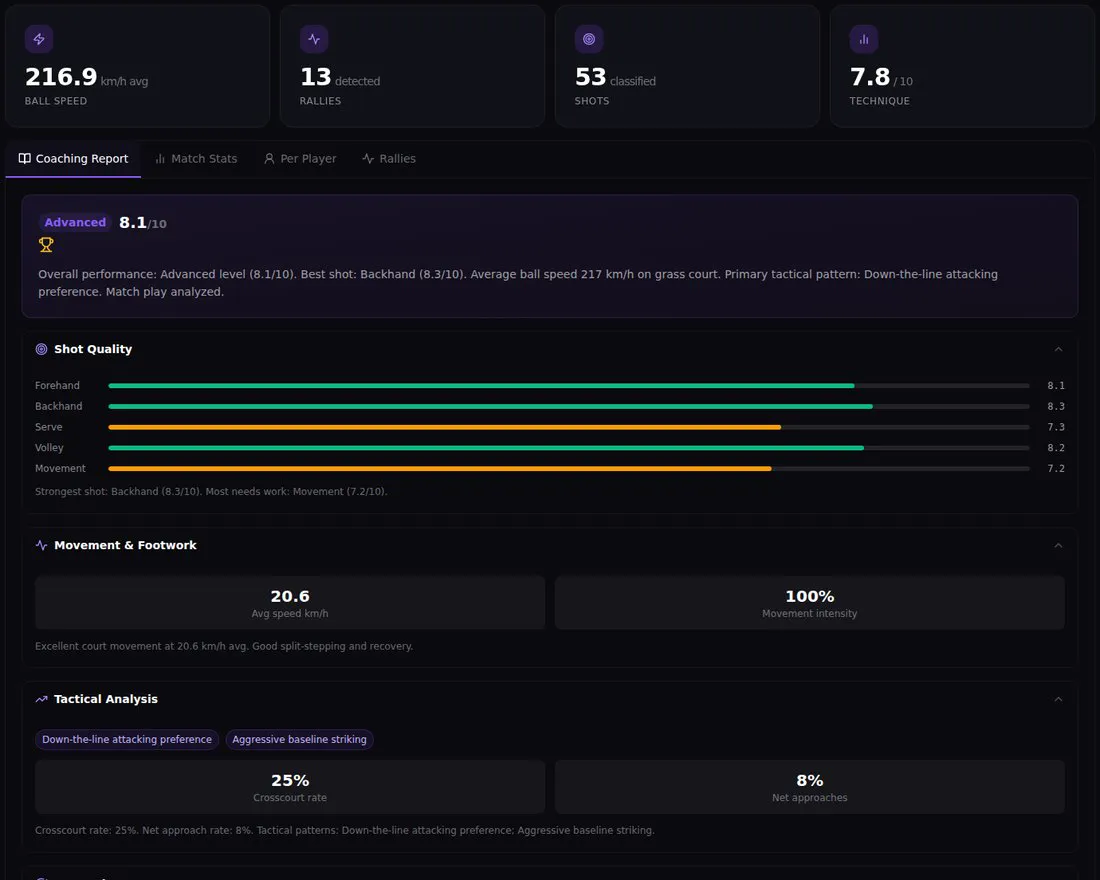 216.9 km/h avg
BALL SPEED
13 detected
RALLIES
53 classified
SHOTS
7.8 / 10
TECHNIQUE
Coaching Report
Match Stats
Per Player
Rallies
Advanced 8.1/10
Overall performance: Advanced level (8.1/10). Best shot: Backhand (8.3/10). Average ball speed 217 km/h on grass court. Primary tactical pattern: Down-the-line attacking
preference. Match play analyzed.
Shot Quality
Forehand 8.1
Backhand 8.3
Serve 7.3
Volley 8.2
Movement 7.2
Strongest shot: Backhand (8.3/10). Most needs work: Movement (7.2/10).
Movement & Footwork
20.6
Avg speed km/h
100%
Movement intensity
Excellent court movement at 20.6 km/h avg. Good split-stepping and recovery.
Tactical Analysis
Down-the-line attacking preference
Aggressive baseline striking
25%
Crosscourt rate
8%
Net approaches
Crosscourt rate: 25%. Net approach rate: 8%. Tactical patterns: Down-the-line attacking preference; Aggressive baseline striking.